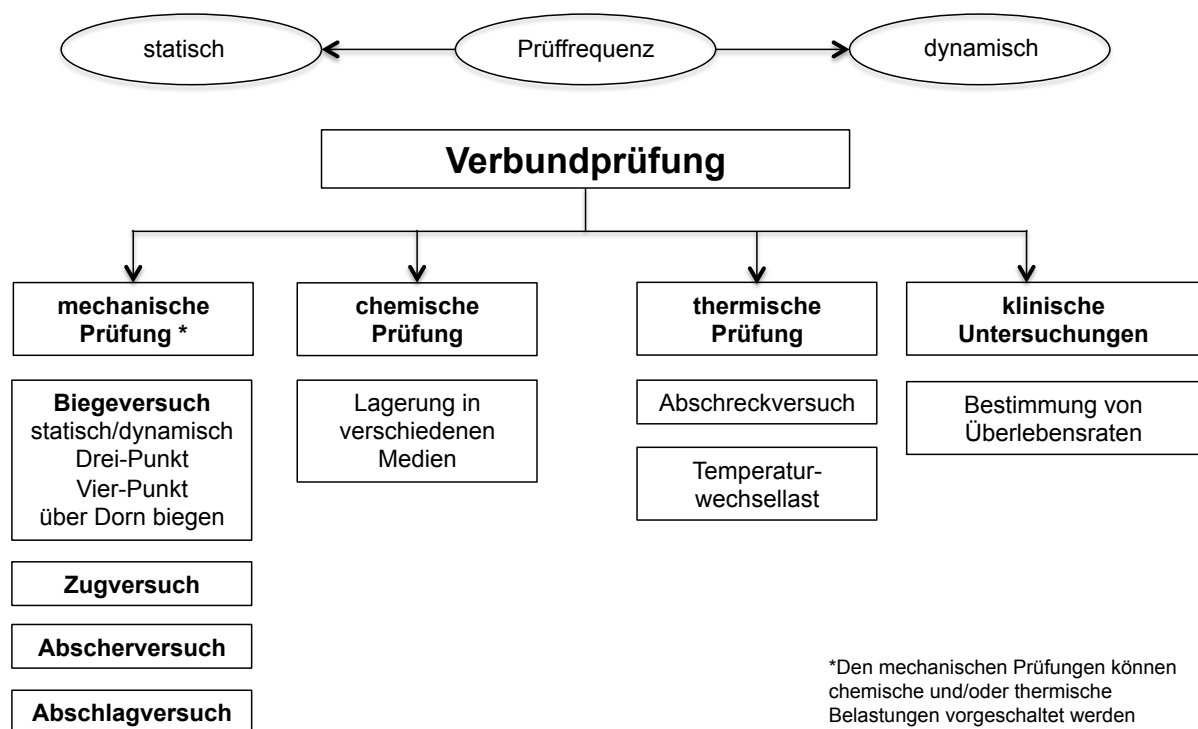 statisch
Prüffrequenz
dynamisch
Verbundprüfung
mechanische
Prüfung *
chemische
Prüfung
thermische
Prüfung
klinische
Untersuchungen
Biegeversuch
statisch/dynamisch
Drei-Punkt
Vier-Punkt
über Dorn biegen
Zugversuch
Abscherversuch
Abschlagversuch
Lagerung in
verschiedenen
Medien
Abschreckversuch
Temperatur-
wechsellast
Bestimmung von
Überlebensraten
*Den mechanischen Prüfungen können
chemische und/oder thermische
Belastungen vorgeschaltet werden